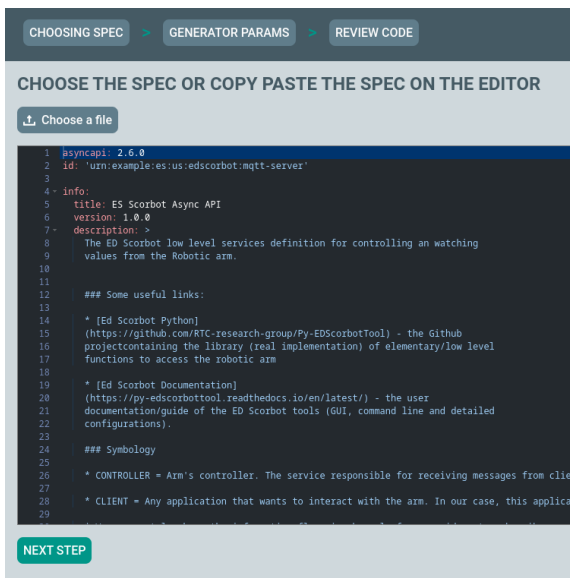 CHOOSING SPEC > GENERATOR PARAMS > REVIEW CODE
CHOOSE THE SPEC OR COPY PASTE THE SPEC ON THE EDITOR
Choose a file
1 asyncapi: 2.6.0
2 id: 'urn:example:es:us:edscorbot:mqtt-server'
3
4 info:
5 title: ES Scorbot Async API
6 version: 1.0.0
7 description: >
8 The ED Scorbot low level services definition for controlling an watching
9 values from the Robotic arm.
10
11
12 ### Some useful links:
13
14 * [Ed Scorbot Python]
15 (https://github.com/RTC-research-group/Py-EDScorbotTool) - the Github
16 projectcontaining the library (real implementation) of elementary/low level
17 functions to access the robotic arm
18
19 * [Ed Scorbot Documentation]
20 (https://py-edscorbottool.readthedocs.io/en/latest/) - the user
21 documentation/guide of the ED Scorbot tools (GUI, command line and detailed
22 configurations).
23
24 ### Symbology
25
26 * CONTROLLER = Arm's controller. The service responsible for receiving messages from clie
27
28 * CLIENT = Any application that wants to interact with the arm. In our case, this applica
29
NEXT STEP